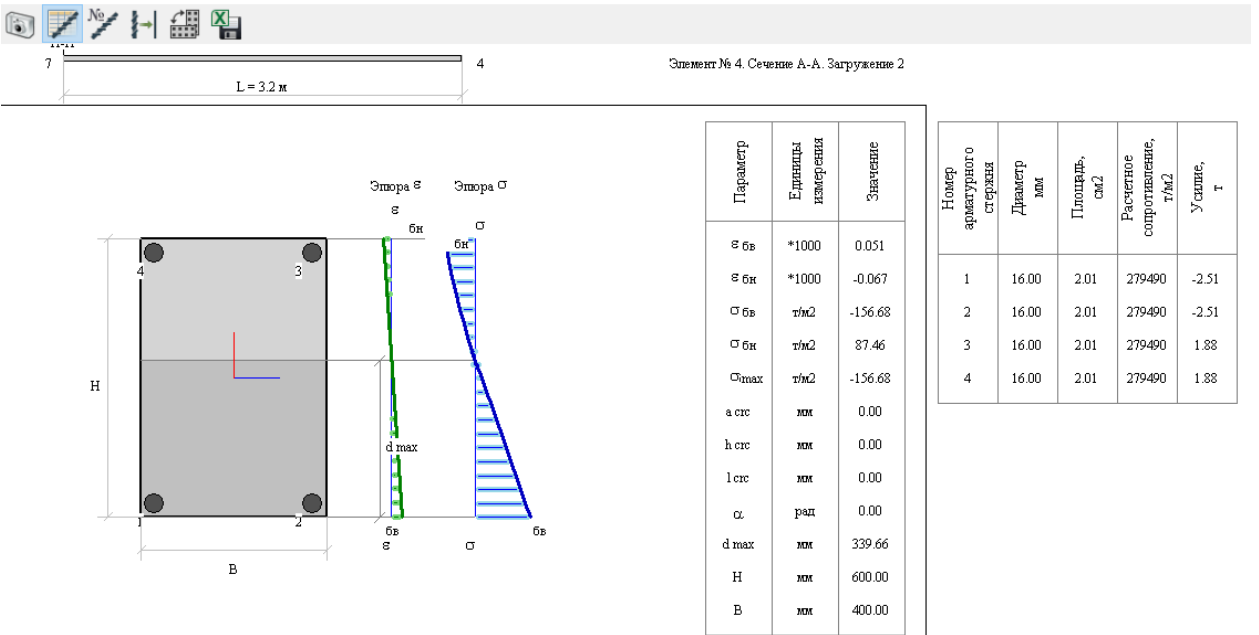 №
7
4
L = 3.2 м
Элемент № 4. Сечение А-А. Загружение 2
Эпюра ε
Эпюра σ
ε
σ
бн
бн
4
3
H
d max
1
2
бв
бв
ε
σ
B
Параметр Единицы измерения Значение
ε бв *1000 0.051
ε бн *1000 -0.067
σ бв т/м2 -156.68
σ бн т/м2 87.46
σmax т/м2 -156.68
a crc мм 0.00
h crc мм 0.00
l crc мм 0.00
α рад 0.00
d max мм 339.66
H мм 600.00
B мм 400.00
Номер арматурного стержня Диаметр мм Площадь, см2 Расчетное сопротивление, т/м2 Усилие, т
1 16.00 2.01 279490 -2.51
2 16.00 2.01 279490 -2.51
3 16.00 2.01 279490 1.88
4 16.00 2.01 279490 1.88